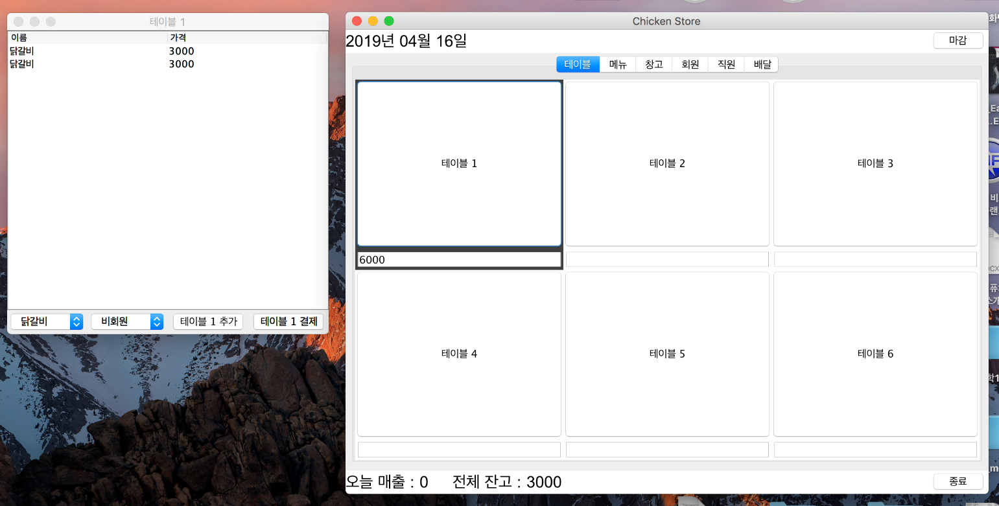 테이블 1
이름 가격
닭갈비 3000
닭갈비 3000
닭갈비 비회원 테이블 1 추가 테이블 1 결제
Chicken Store
2019년 04월 16일 마감
테이블 메뉴 창고 회원 직원 배달
테이블 1 테이블 2 테이블 3
6000
테이블 4 테이블 5 테이블 6
오늘 매출 : 0 전체 잔고 : 3000 종료